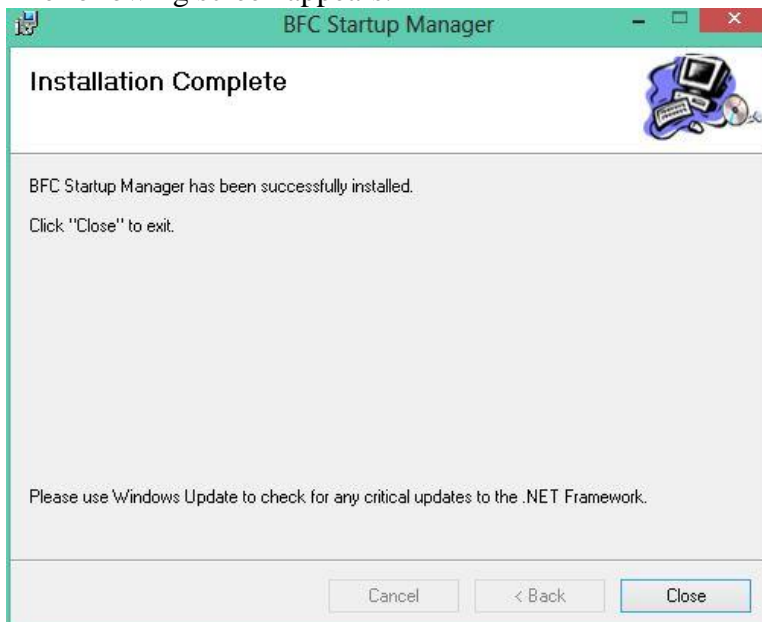 BFC Startup Manager
Installation Complete
BFC Startup Manager has been successfully installed.
Click "Close" to exit.
Please use Windows Update to check for any critical updates to the .NET Framework.
Cancel
< Back
Close